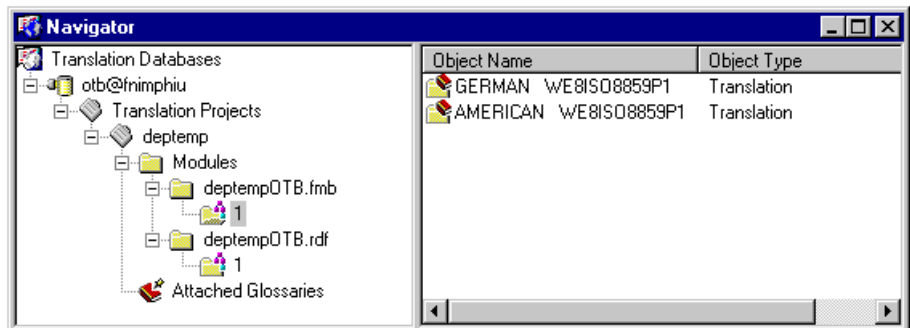 Navigator
Translation Databases
otb@fnimphiu
Translation Projects
deptemp
Modules
deptempOTB.fmb
1
deptempOTB.rdf
1
Attached Glossaries
Object Name Object Type
GERMAN WE8ISO8859P1 Translation
AMERICAN WE8ISO8859P1 Translation